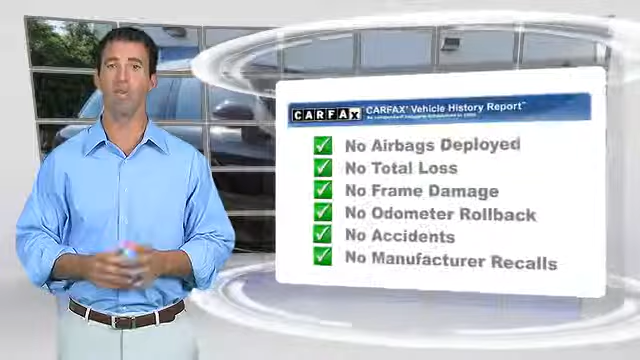 CARFAX CARFAX® Vehicle History Report™
No Airbags Deployed
No Total Loss
No Frame Damage
No Odometer Rollback
No Accidents
No Manufacturer Recalls